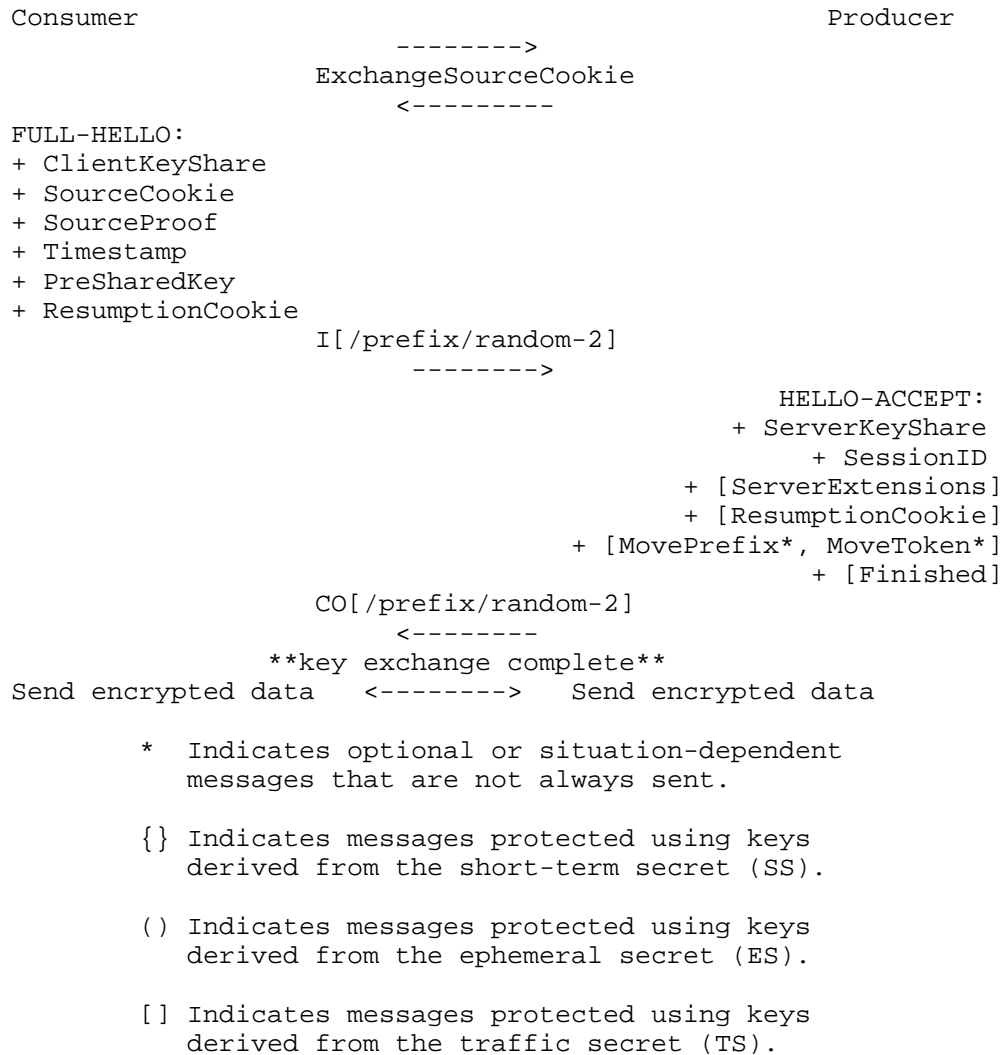 Consumer                                           Producer
                        -------->
                   ExchangeSourceCookie
                        <---------
FULL-HELLO:
+ ClientKeyShare
+ SourceCookie
+ SourceProof
+ Timestamp
+ PreSharedKey
+ ResumptionCookie
                   I[/prefix/random-2]
                         -------->
                                                HELLO-ACCEPT:
                                             + ServerKeyShare
                                                  + SessionID
                                          + [ServerExtensions]
                                          + [ResumptionCookie]
                                   + [MovePrefix*, MoveToken*]
                                                  + [Finished]
                   CO[/prefix/random-2]
                        <--------
                **key exchange complete**
Send encrypted data   <-------->   Send encrypted data
        *  Indicates optional or situation-dependent
           messages that are not always sent.
        {} Indicates messages protected using keys
           derived from the short-term secret (SS).
        () Indicates messages protected using keys
           derived from the ephemeral secret (ES).
        [] Indicates messages protected using keys
           derived from the traffic secret (TS).